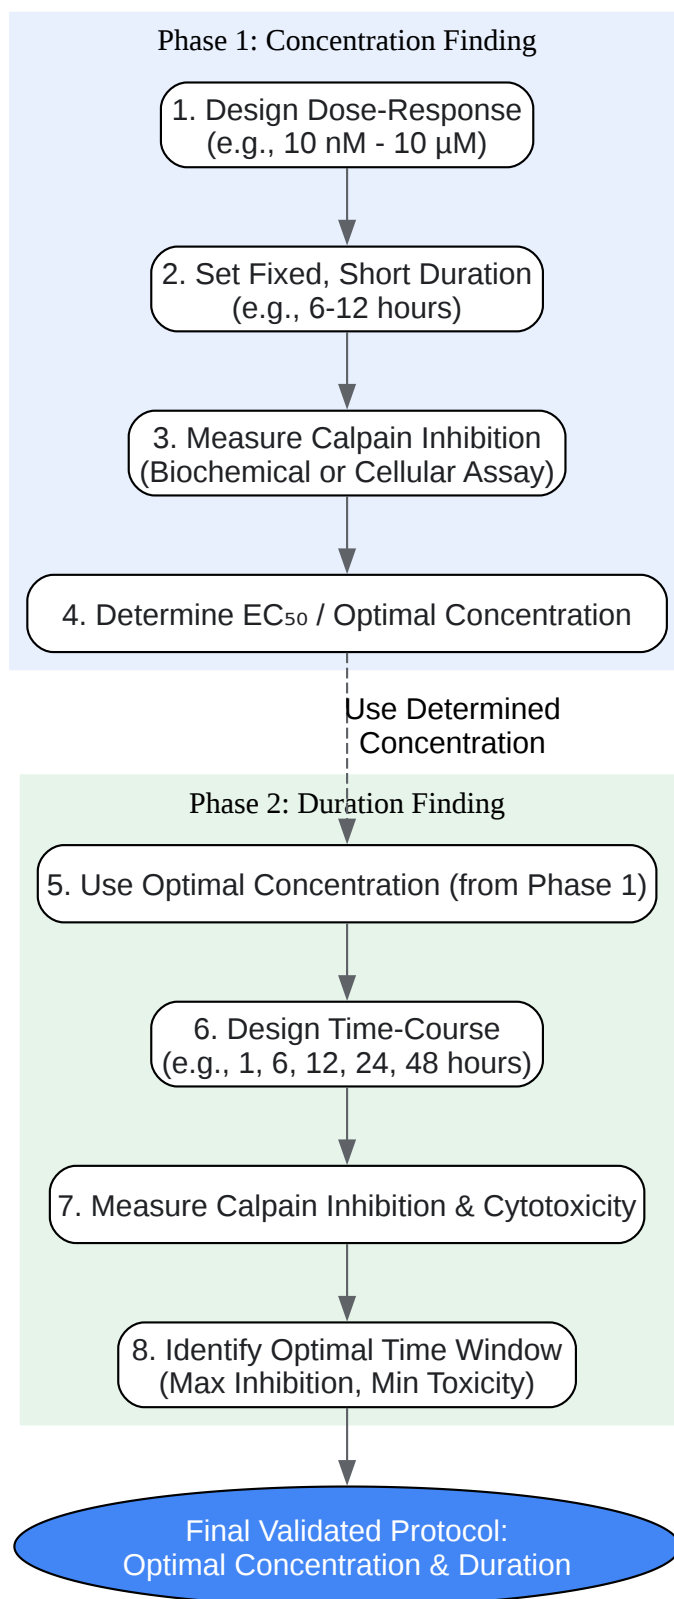 Phase 1: Concentration Finding
1. Design Dose-Response
(e.g., 10 nM - 10 µM)
2. Set Fixed, Short Duration
(e.g., 6-12 hours)
3. Measure Calpain Inhibition
(Biochemical or Cellular Assay)
4. Determine EC₅₀ / Optimal Concentration
Use Determined
Concentration
Phase 2: Duration Finding
5. Use Optimal Concentration (from Phase 1)
6. Design Time-Course
(e.g., 1, 6, 12, 24, 48 hours)
7. Measure Calpain Inhibition & Cytotoxicity
8. Identify Optimal Time Window
(Max Inhibition, Min Toxicity)
Final Validated Protocol:
Optimal Concentration & Duration